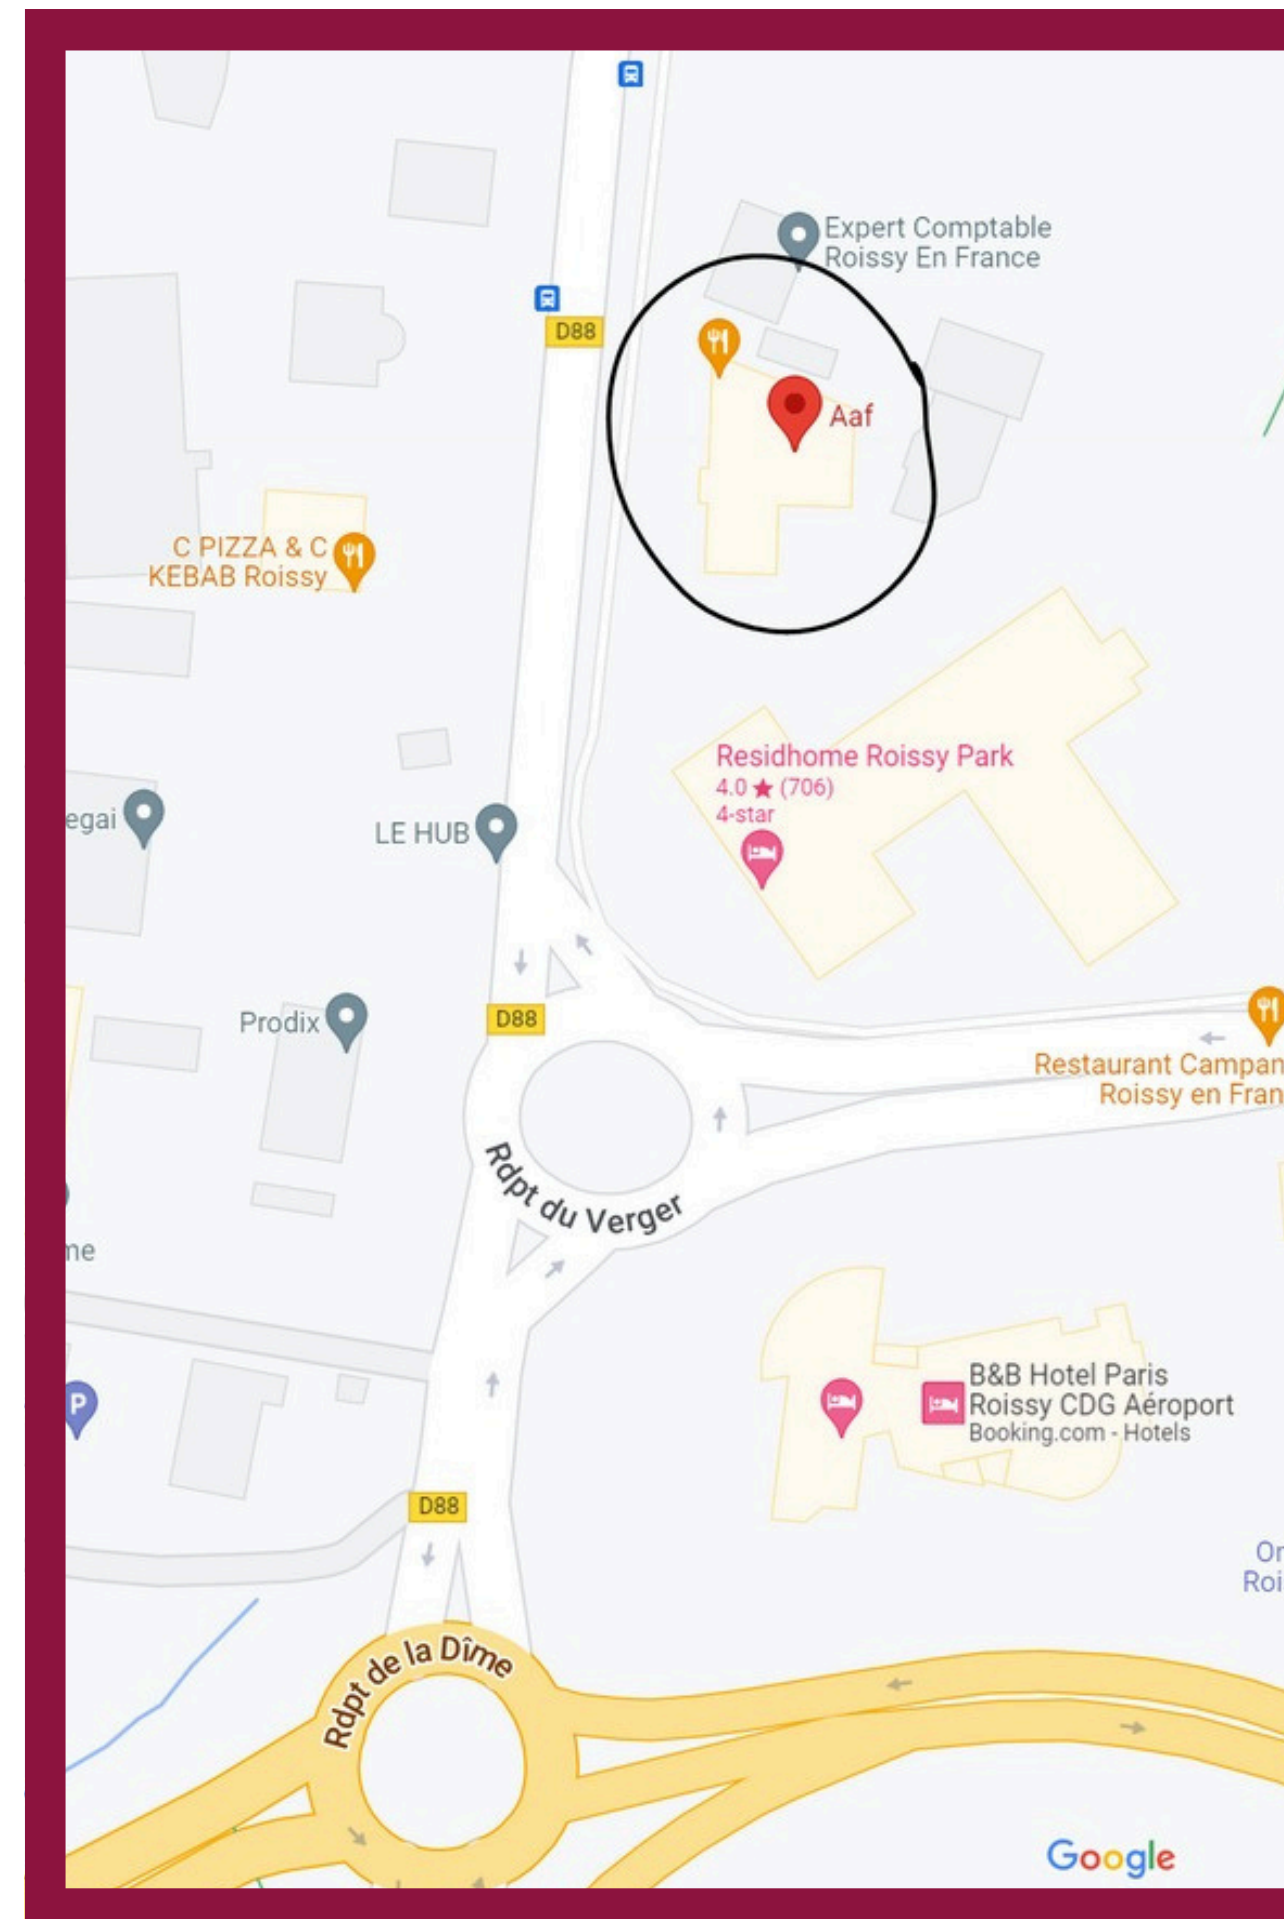 Expert Comptable
Roissy En France
D88
Aaf
C PIZZA & C
KEBAB Roissy
Residhome Roissy Park
4.0 ★ (706)
4-star
egai
LE HUB
Prodix
D88
Restaurant Campan
Roissy en Fran
Rdpt du Verger
me
B&B Hotel Paris
Roissy CDG Aéroport
Booking.com - Hotels
P
D88
Or
Roi
Rdpt de la Dîme
Google